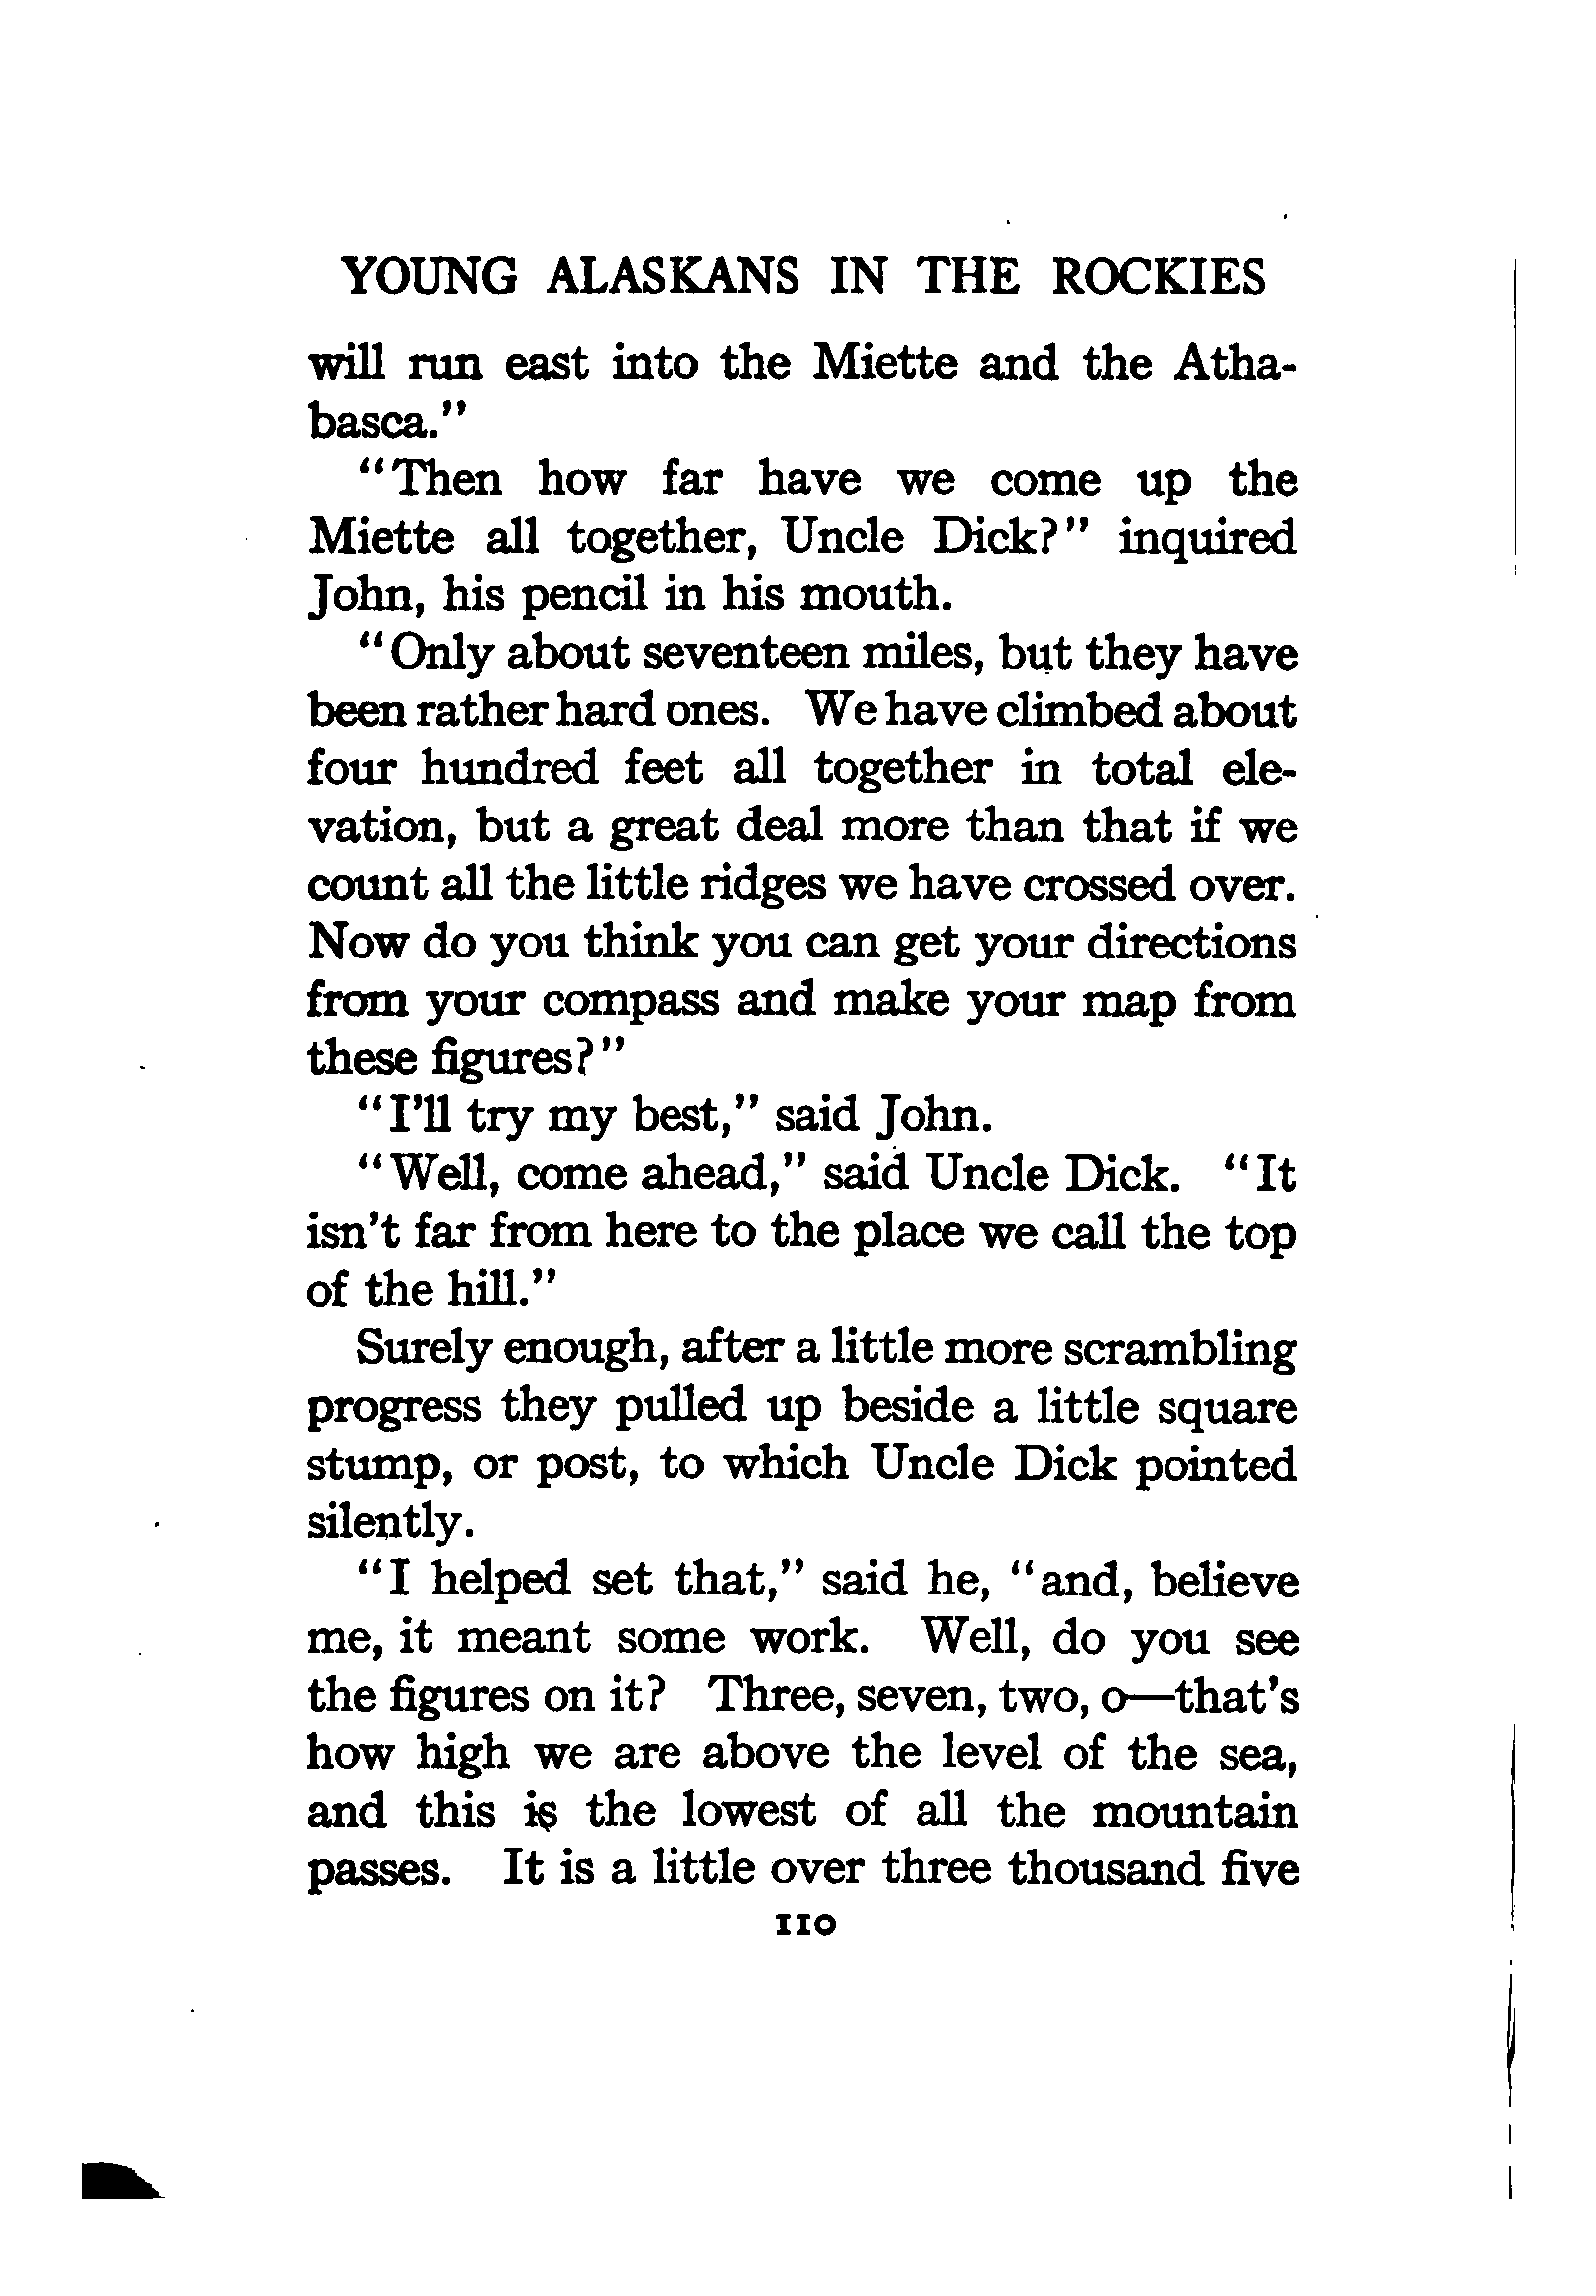 YOUNG ALASKANS IN THE ROCKIES
will run east into the Miette and the Atha-
basca."
"Then how far have we come up the
Miette all together, Uncle Dick?" inquired
John, his pencil in his mouth.
"Only about seventeen miles, but they have
been rather hard ones. We have climbed about
four hundred feet all together in total ele-
vation, but a great deal more than that if we
count all the little ridges we have crossed over.
Now do you think you can get your directions
from your compass and make your map from
these figures?"
"I'll try my best," said John.
"Well, come ahead," said Uncle Dick. "It
isn't far from here to the place we call the top
of the hill."
Surely enough, after a little more scrambling
progress they pulled up beside a little square
stump, or post, to which Uncle Dick pointed
silently.
"I helped set that," said he, "and, believe
me, it meant some work. Well, do you see
the figures on it? Three, seven, two, o—that's
how high we are above the level of the sea,
and this is the lowest of all the mountain
passes. It is a little over three thousand five
110